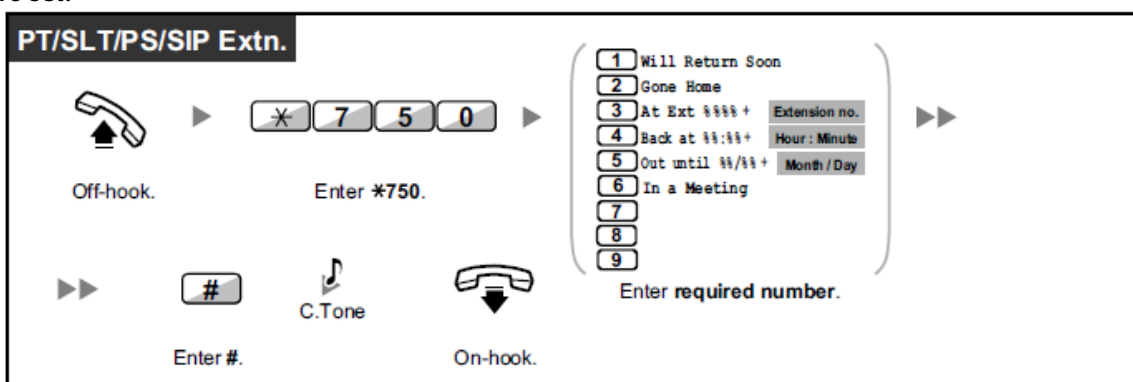 PT/SLT/PS/SIP Extn.
1 Will Return Soon
2 Gone Home
3 At Ext %%%% + Extension no.
4 Back at %%:%% + Hour : Minute
5 Out until %%/%% + Month / Day
6 In a Meeting
7
8
9
* 7 5 0
Off-hook.
Enter *750.
Enter required number.
#
C.Tone
Enter #.
On-hook.